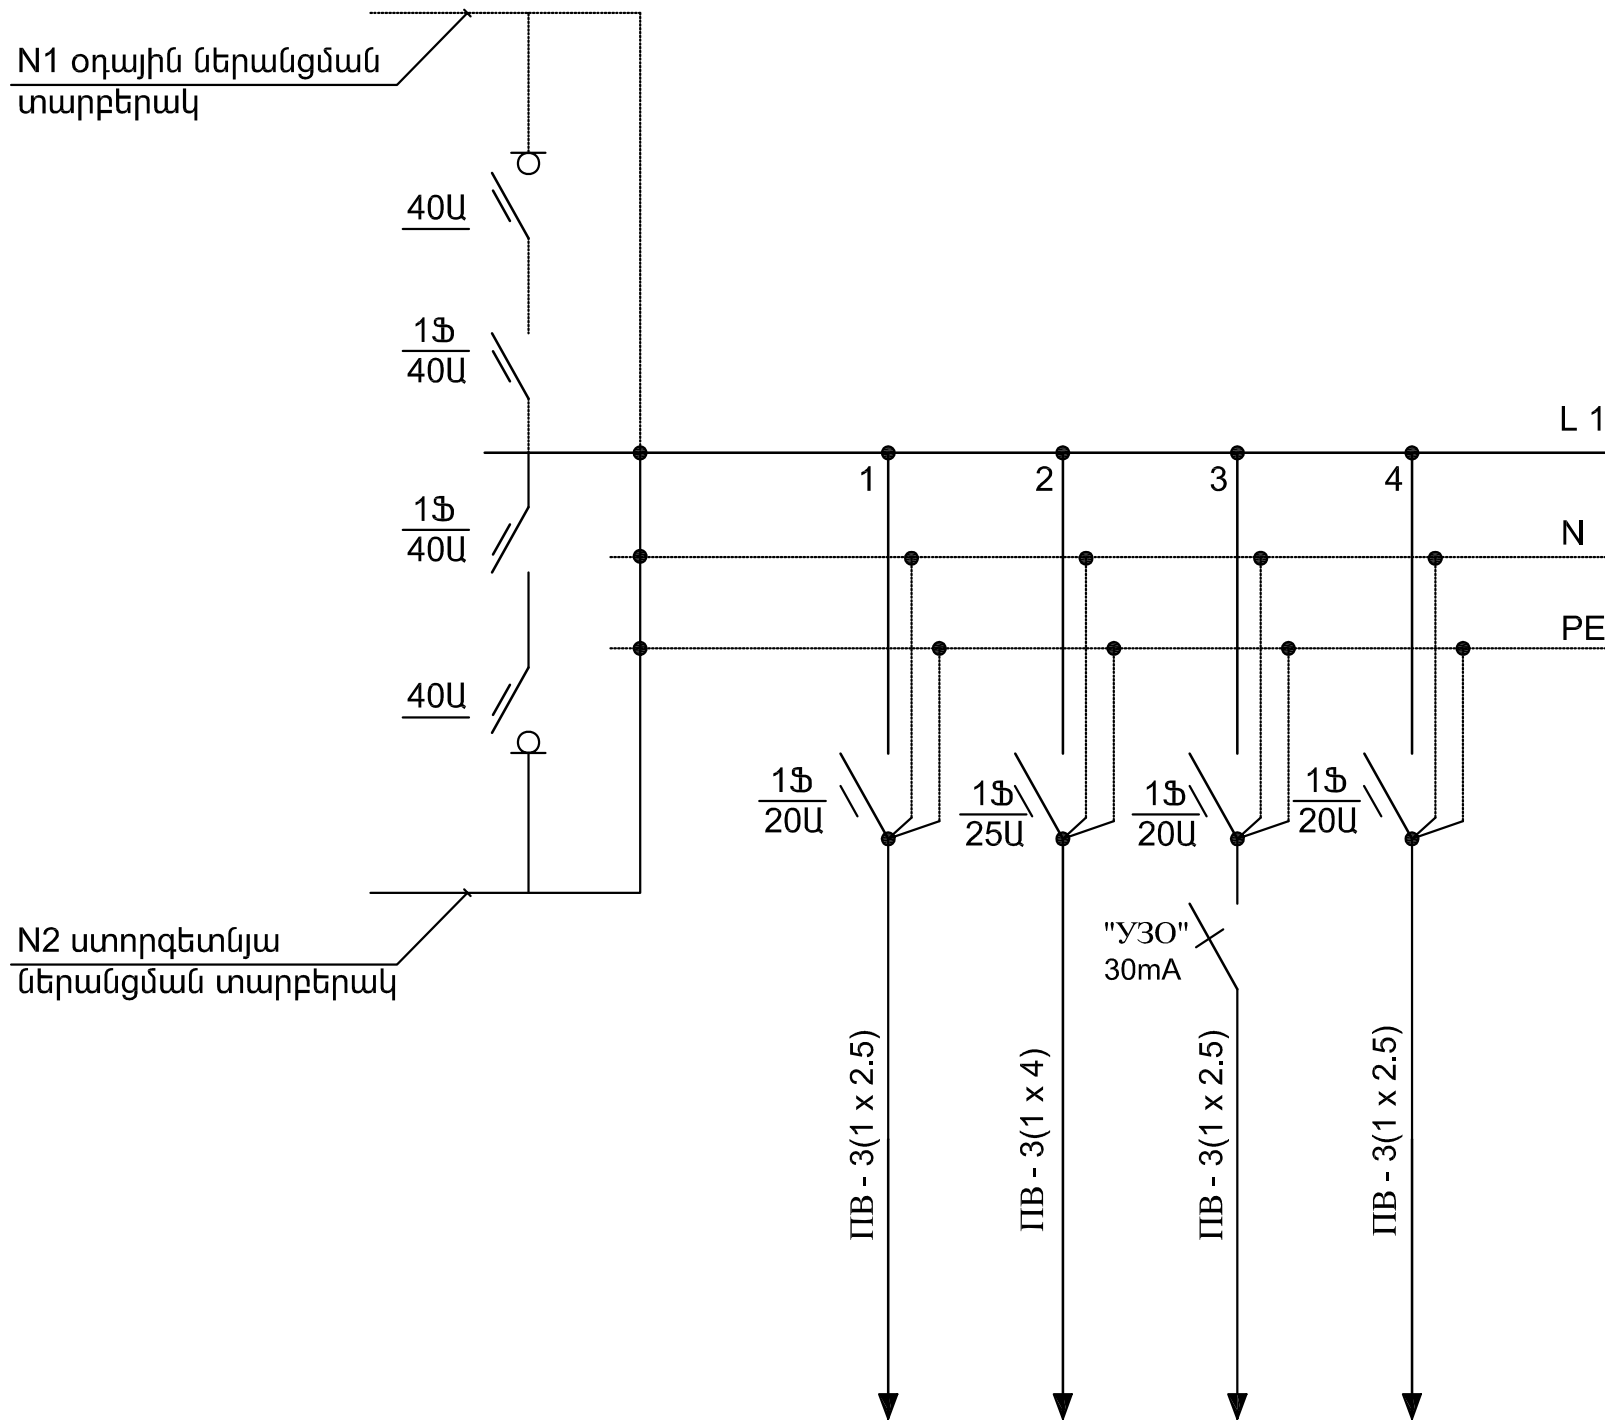 N1 օդային ներանցման
տարբերակ
40Ա
1Ֆ
40Ա
L 1
1 2 3 4
1Ֆ
40Ա
N
PE
40Ա
1Ֆ
20Ա
1Ֆ
25Ա
1Ֆ
20Ա
1Ֆ
20Ա
N2 ստորգետնյա
ներանցման տարբերակ
"УЗО"
30mA
ПВ - 3(1 x 2.5)
ПВ - 3(1 x 4)
ПВ - 3(1 x 2.5)
ПВ - 3(1 x 2.5)